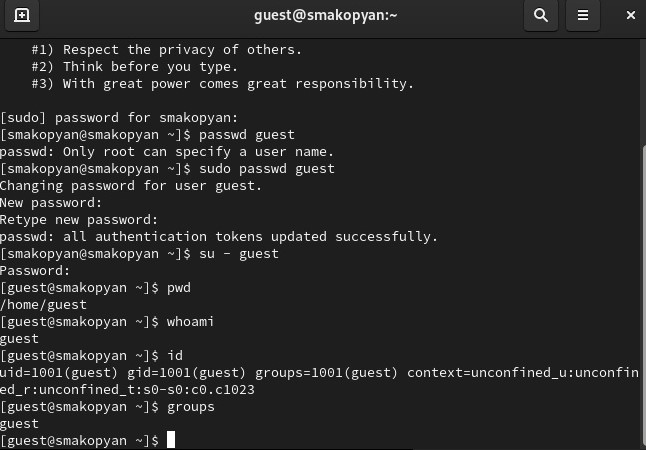 guest@smakopyan:~
#1) Respect the privacy of others.
#2) Think before you type.
#3) With great power comes great responsibility.
[sudo] password for smakopyan:
[smakopyan@smakopyan ~]$ passwd guest
passwd: Only root can specify a user name.
[smakopyan@smakopyan ~]$ sudo passwd guest
Changing password for user guest.
New password:
Retype new password:
passwd: all authentication tokens updated successfully.
[smakopyan@smakopyan ~]$ su - guest
Password:
[guest@smakopyan ~]$ pwd
/home/guest
[guest@smakopyan ~]$ whoami
guest
[guest@smakopyan ~]$ id
uid=1001(guest) gid=1001(guest) groups=1001(guest) context=unconfined_u:unconfin
ed_r:unconfined_t:s0-s0:c0.c1023
[guest@smakopyan ~]$ groups
guest
[guest@smakopyan ~]$